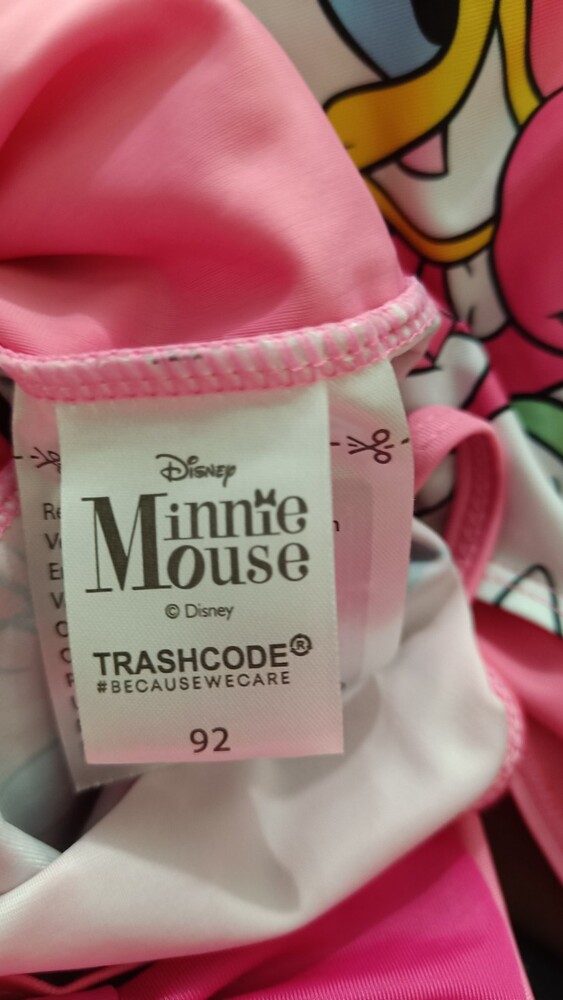 Disney
Minnie
Mouse
© Disney
TRASHCODE®
#BECAUSEWECARE
92